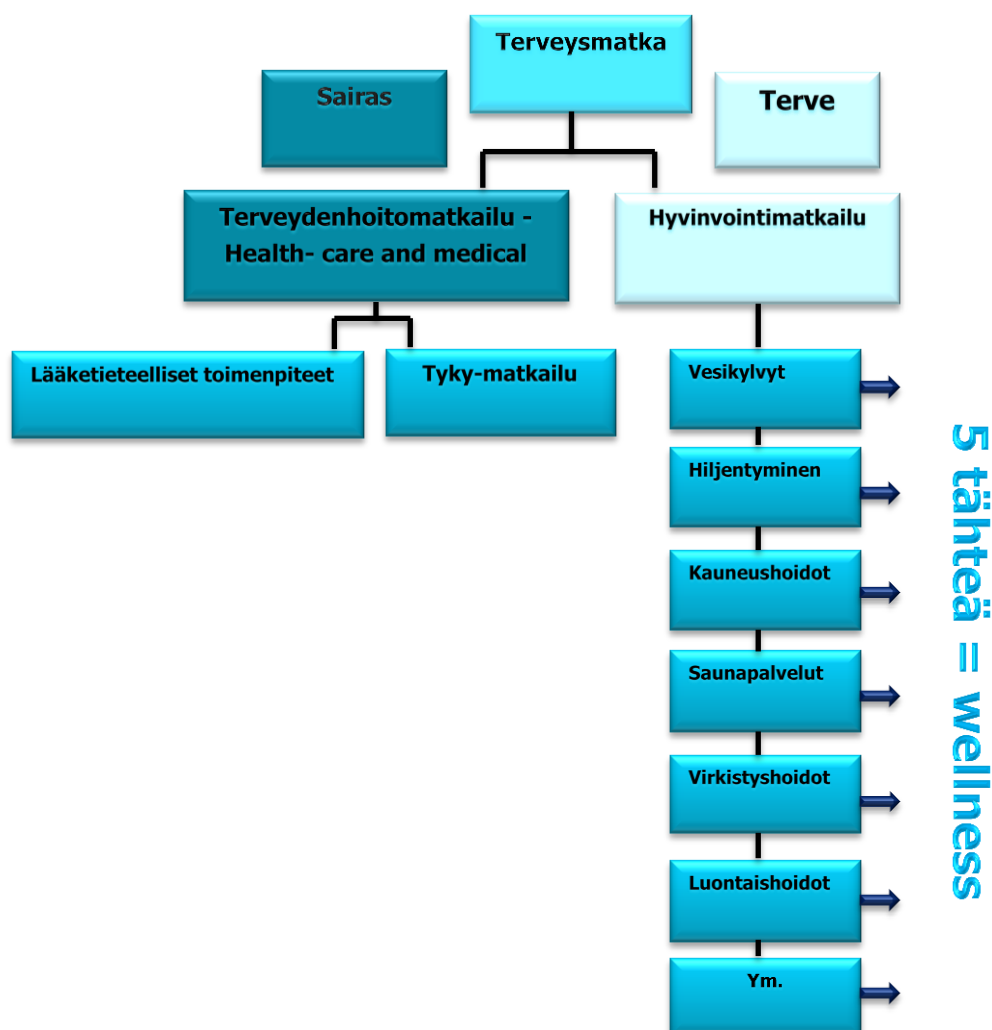 Terveysmatka
Sairas
Terve
Terveydenhoitomatkailu -
Health- care and medical
Hyvinvointimatkailu
Lääketieteelliset toimenpiteet
Tyky-matkailu
Vesikylvyt
Hiljentyminen
Kauneushoidot
Saunapalvelut
Virkistyshoidot
Luontaishoidot
Ym.
5 tähteä = wellness